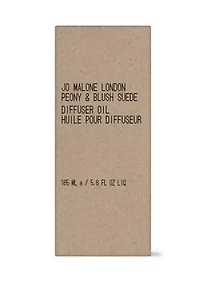 JO MALONE LONDON
PEONY & BLUSH SUEDE
DIFFUSER OIL
HUILE POUR DIFFUSEUR
165 ML e / 5.6 FL OZ LIQ